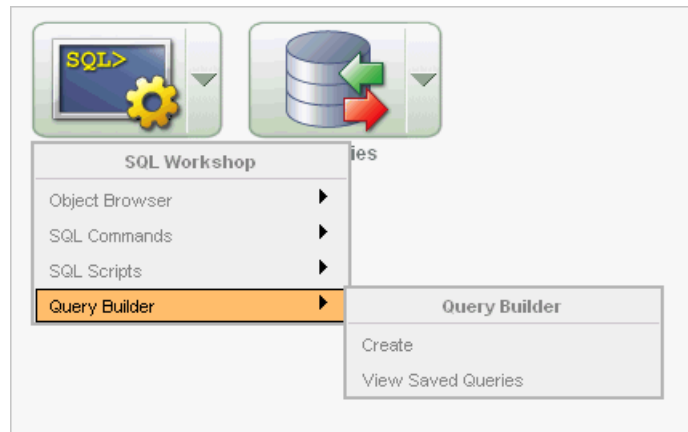 SQL>
SQL Workshop
ies
Object Browser
SQL Commands
SQL Scripts
Query Builder
Query Builder
Create
View Saved Queries